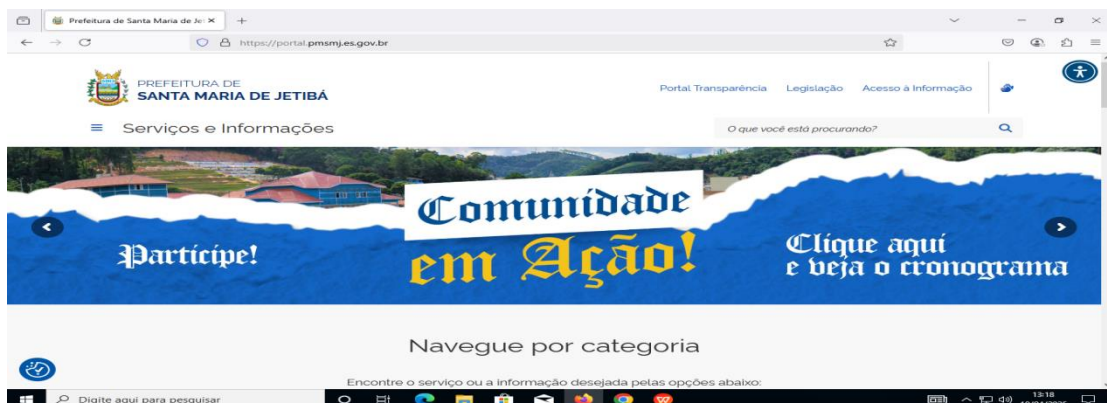 Prefeitura de Santa Maria de Je
https://portal.pmsmj.es.gov.br
PREFEITURA DE
SANTA MARIA DE JETIBÁ
Portal Transparência Legislação Acesso à Informação
Serviços e Informações
O que você está procurando?
Comunidade
em Ação!
Participe!
Clique aqui
e veja o cronograma
Navegue por categoria
Encontre o serviço ou a informação desejada pelas opções abaixo:
Digite aqui para pesquisar
13:18